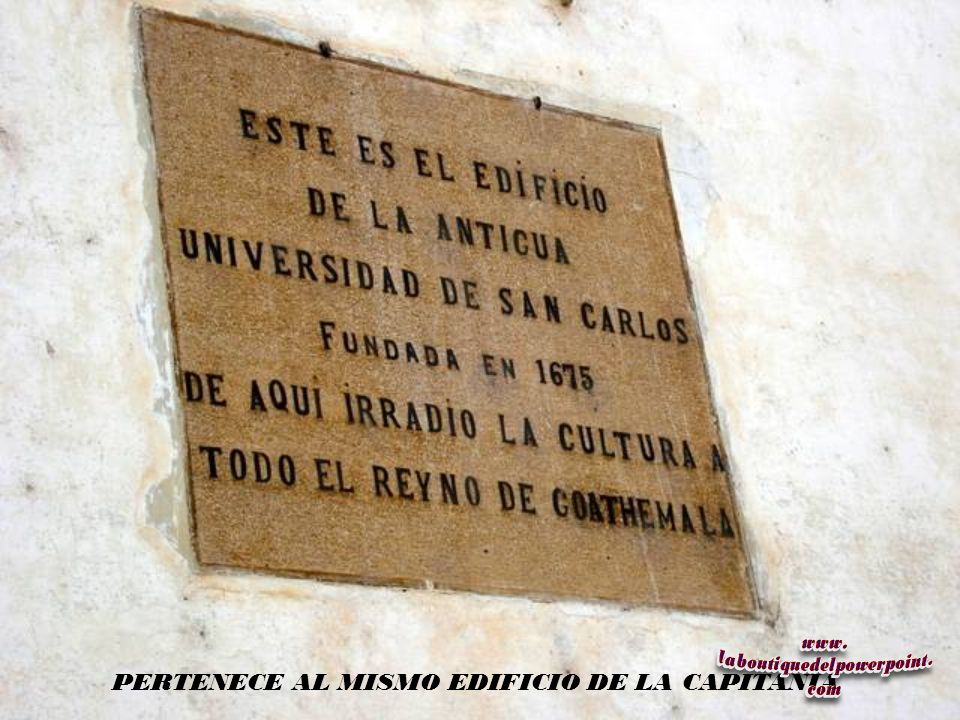 ESTE ES EL EDIFICIO
DE LA ANTIGUA
UNIVERSIDAD DE SAN CARLOS
FUNDADA EN 1675
DE AQUI IRRADIO LA CULTURA A
TODO EL REYNO DE GOATHEMALA
www.
laboutiquedelpowerpoint.
com
PERTENECE AL MISMO EDIFICIO DE LA CAPITANIA